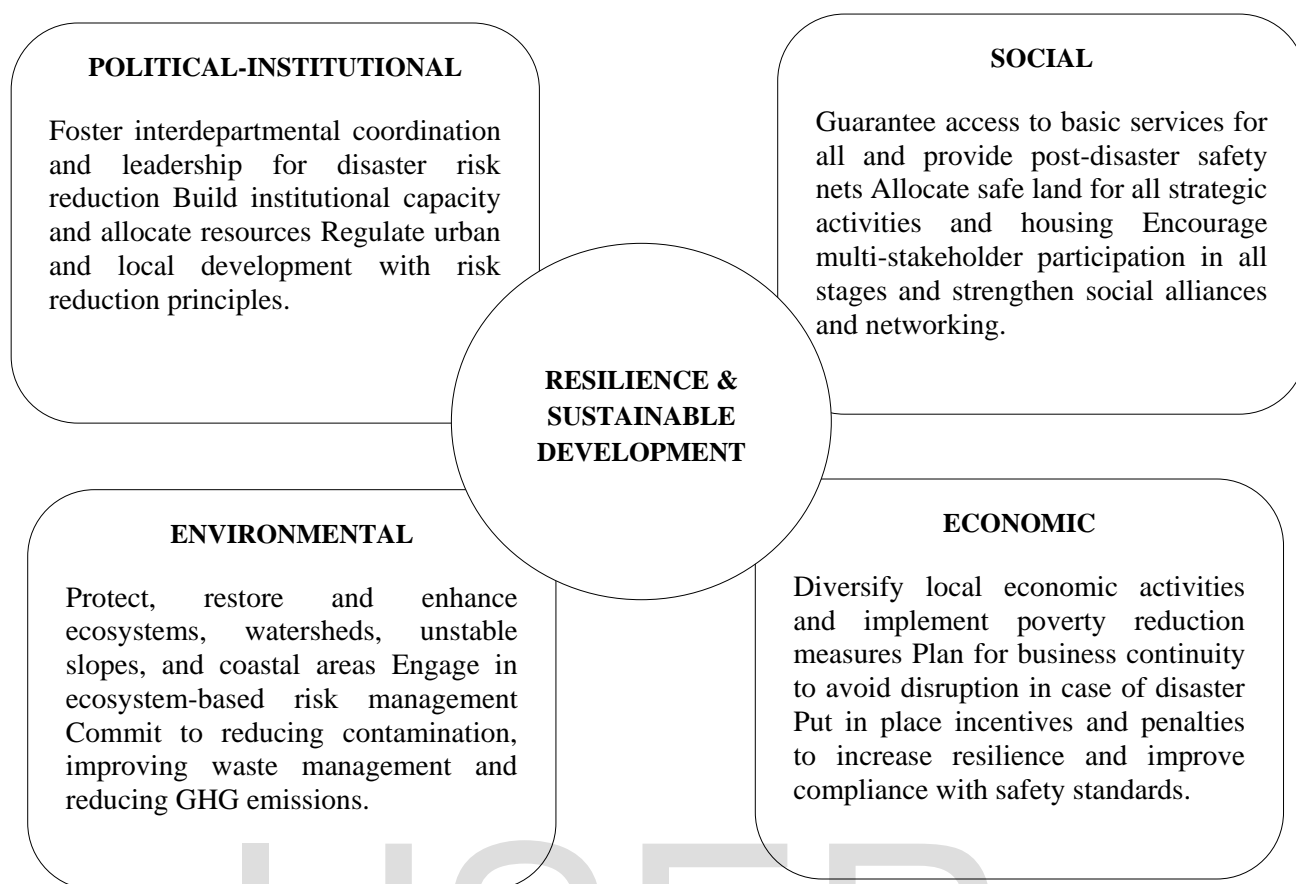 POLITICAL-INSTITUTIONAL
Foster interdepartmental coordination
and leadership for disaster risk
reduction Build institutional capacity
and allocate resources Regulate urban
and local development with risk
reduction principles.
SOCIAL
Guarantee access to basic services for
all and provide post-disaster safety
nets Allocate safe land for all strategic
activities and housing Encourage
multi-stakeholder participation in all
stages and strengthen social alliances
and networking.
RESILIENCE &
SUSTAINABLE
DEVELOPMENT
ENVIRONMENTAL
Protect, restore and enhance
ecosystems, watersheds, unstable
slopes, and coastal areas Engage in
ecosystem-based risk management
Commit to reducing contamination,
improving waste management and
reducing GHG emissions.
ECONOMIC
Diversify local economic activities
and implement poverty reduction
measures Plan for business continuity
to avoid disruption in case of disaster
Put in place incentives and penalties
to increase resilience and improve
compliance with safety standards.